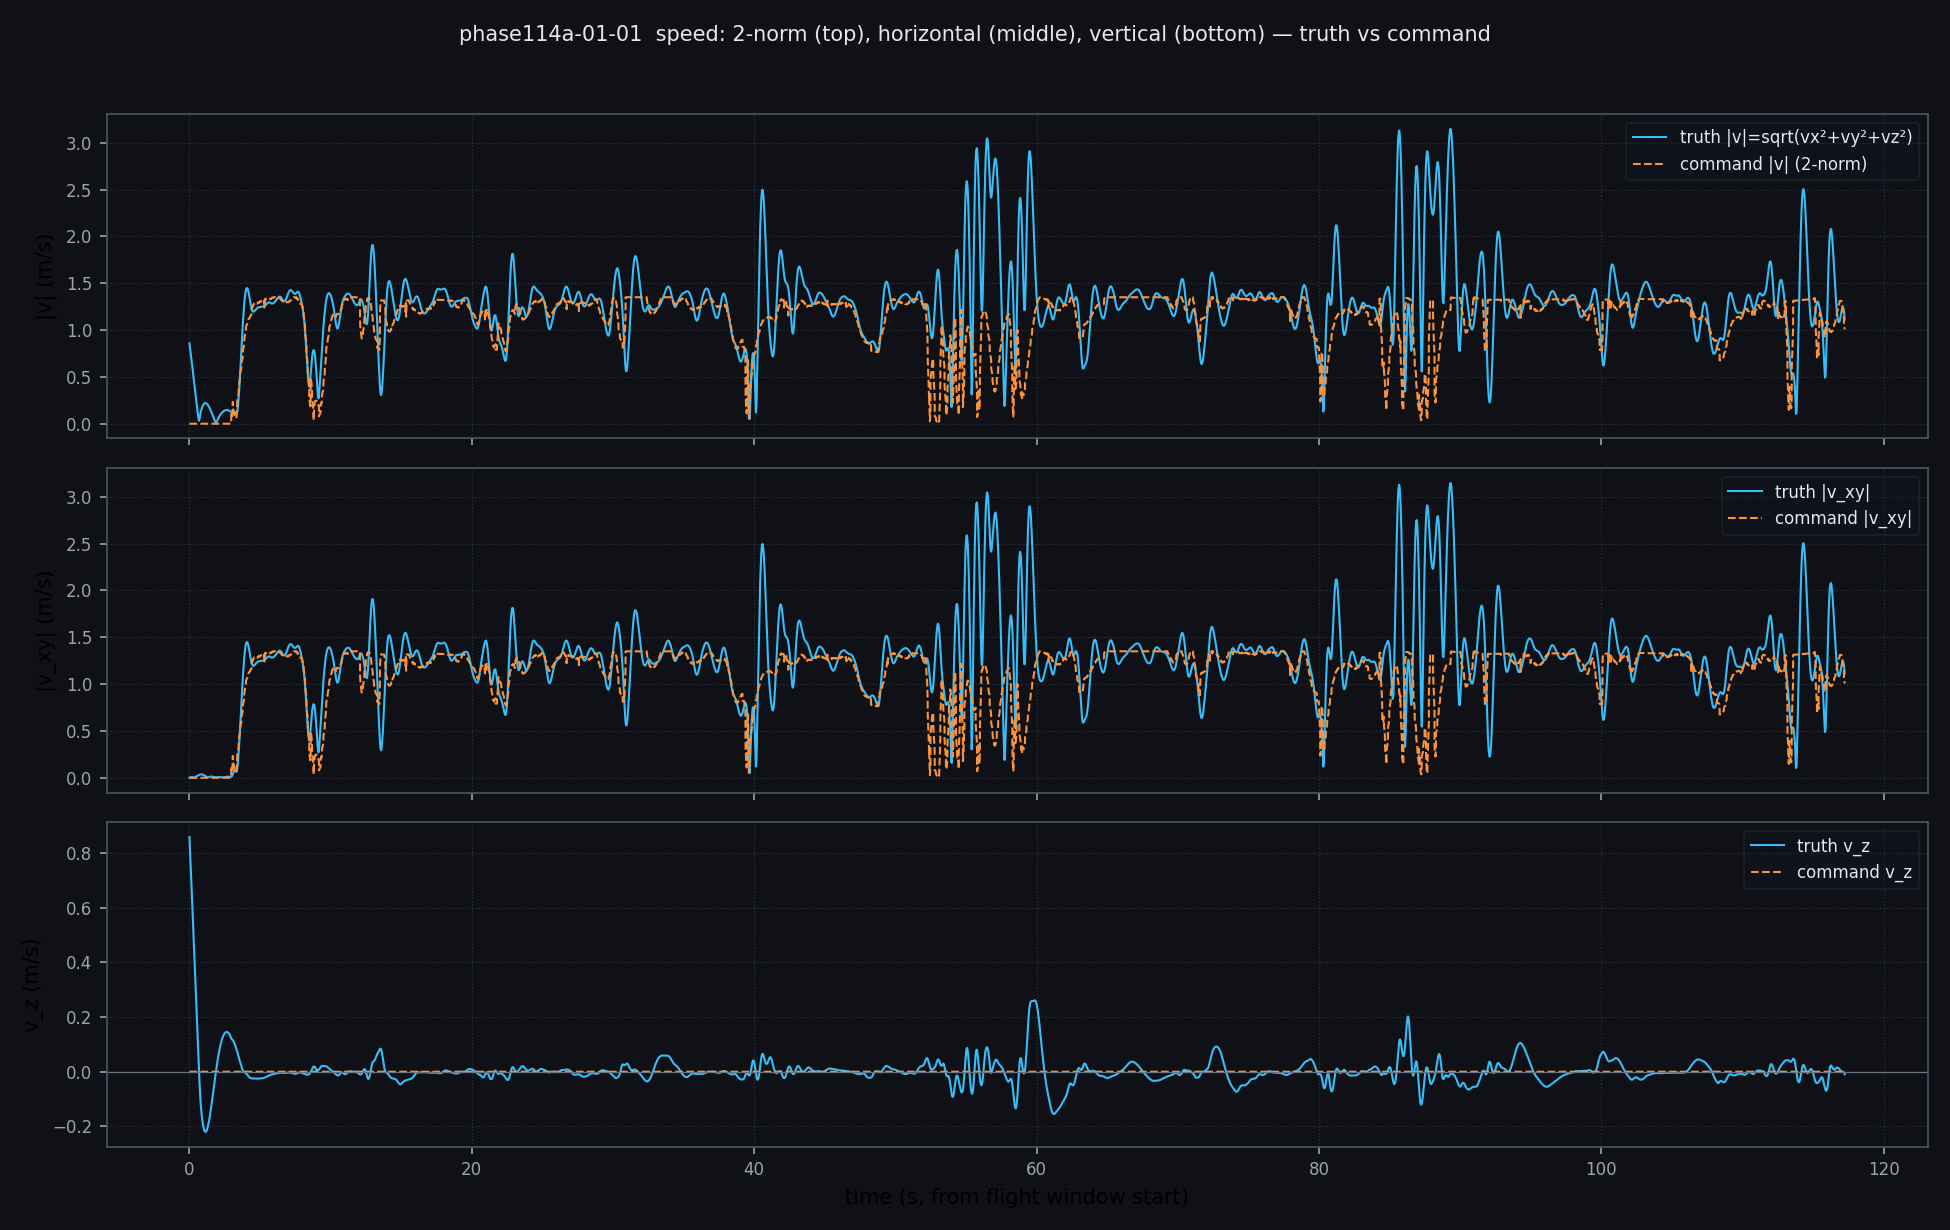 phase114a-01-01  speed: 2-norm (top), horizontal (middle), vertical (bottom) — truth vs command
|v| (m/s)
3.0
2.5
2.0
1.5
1.0
0.5
0.0
truth |v|=sqrt(vx²+vy²+vz²)
command |v| (2-norm)
|v_xy| (m/s)
3.0
2.5
2.0
1.5
1.0
0.5
0.0
truth |v_xy|
command |v_xy|
v_z (m/s)
0.8
0.6
0.4
0.2
0.0
−0.2
truth v_z
command v_z
0 20 40 60 80 100 120
time (s, from flight window start)